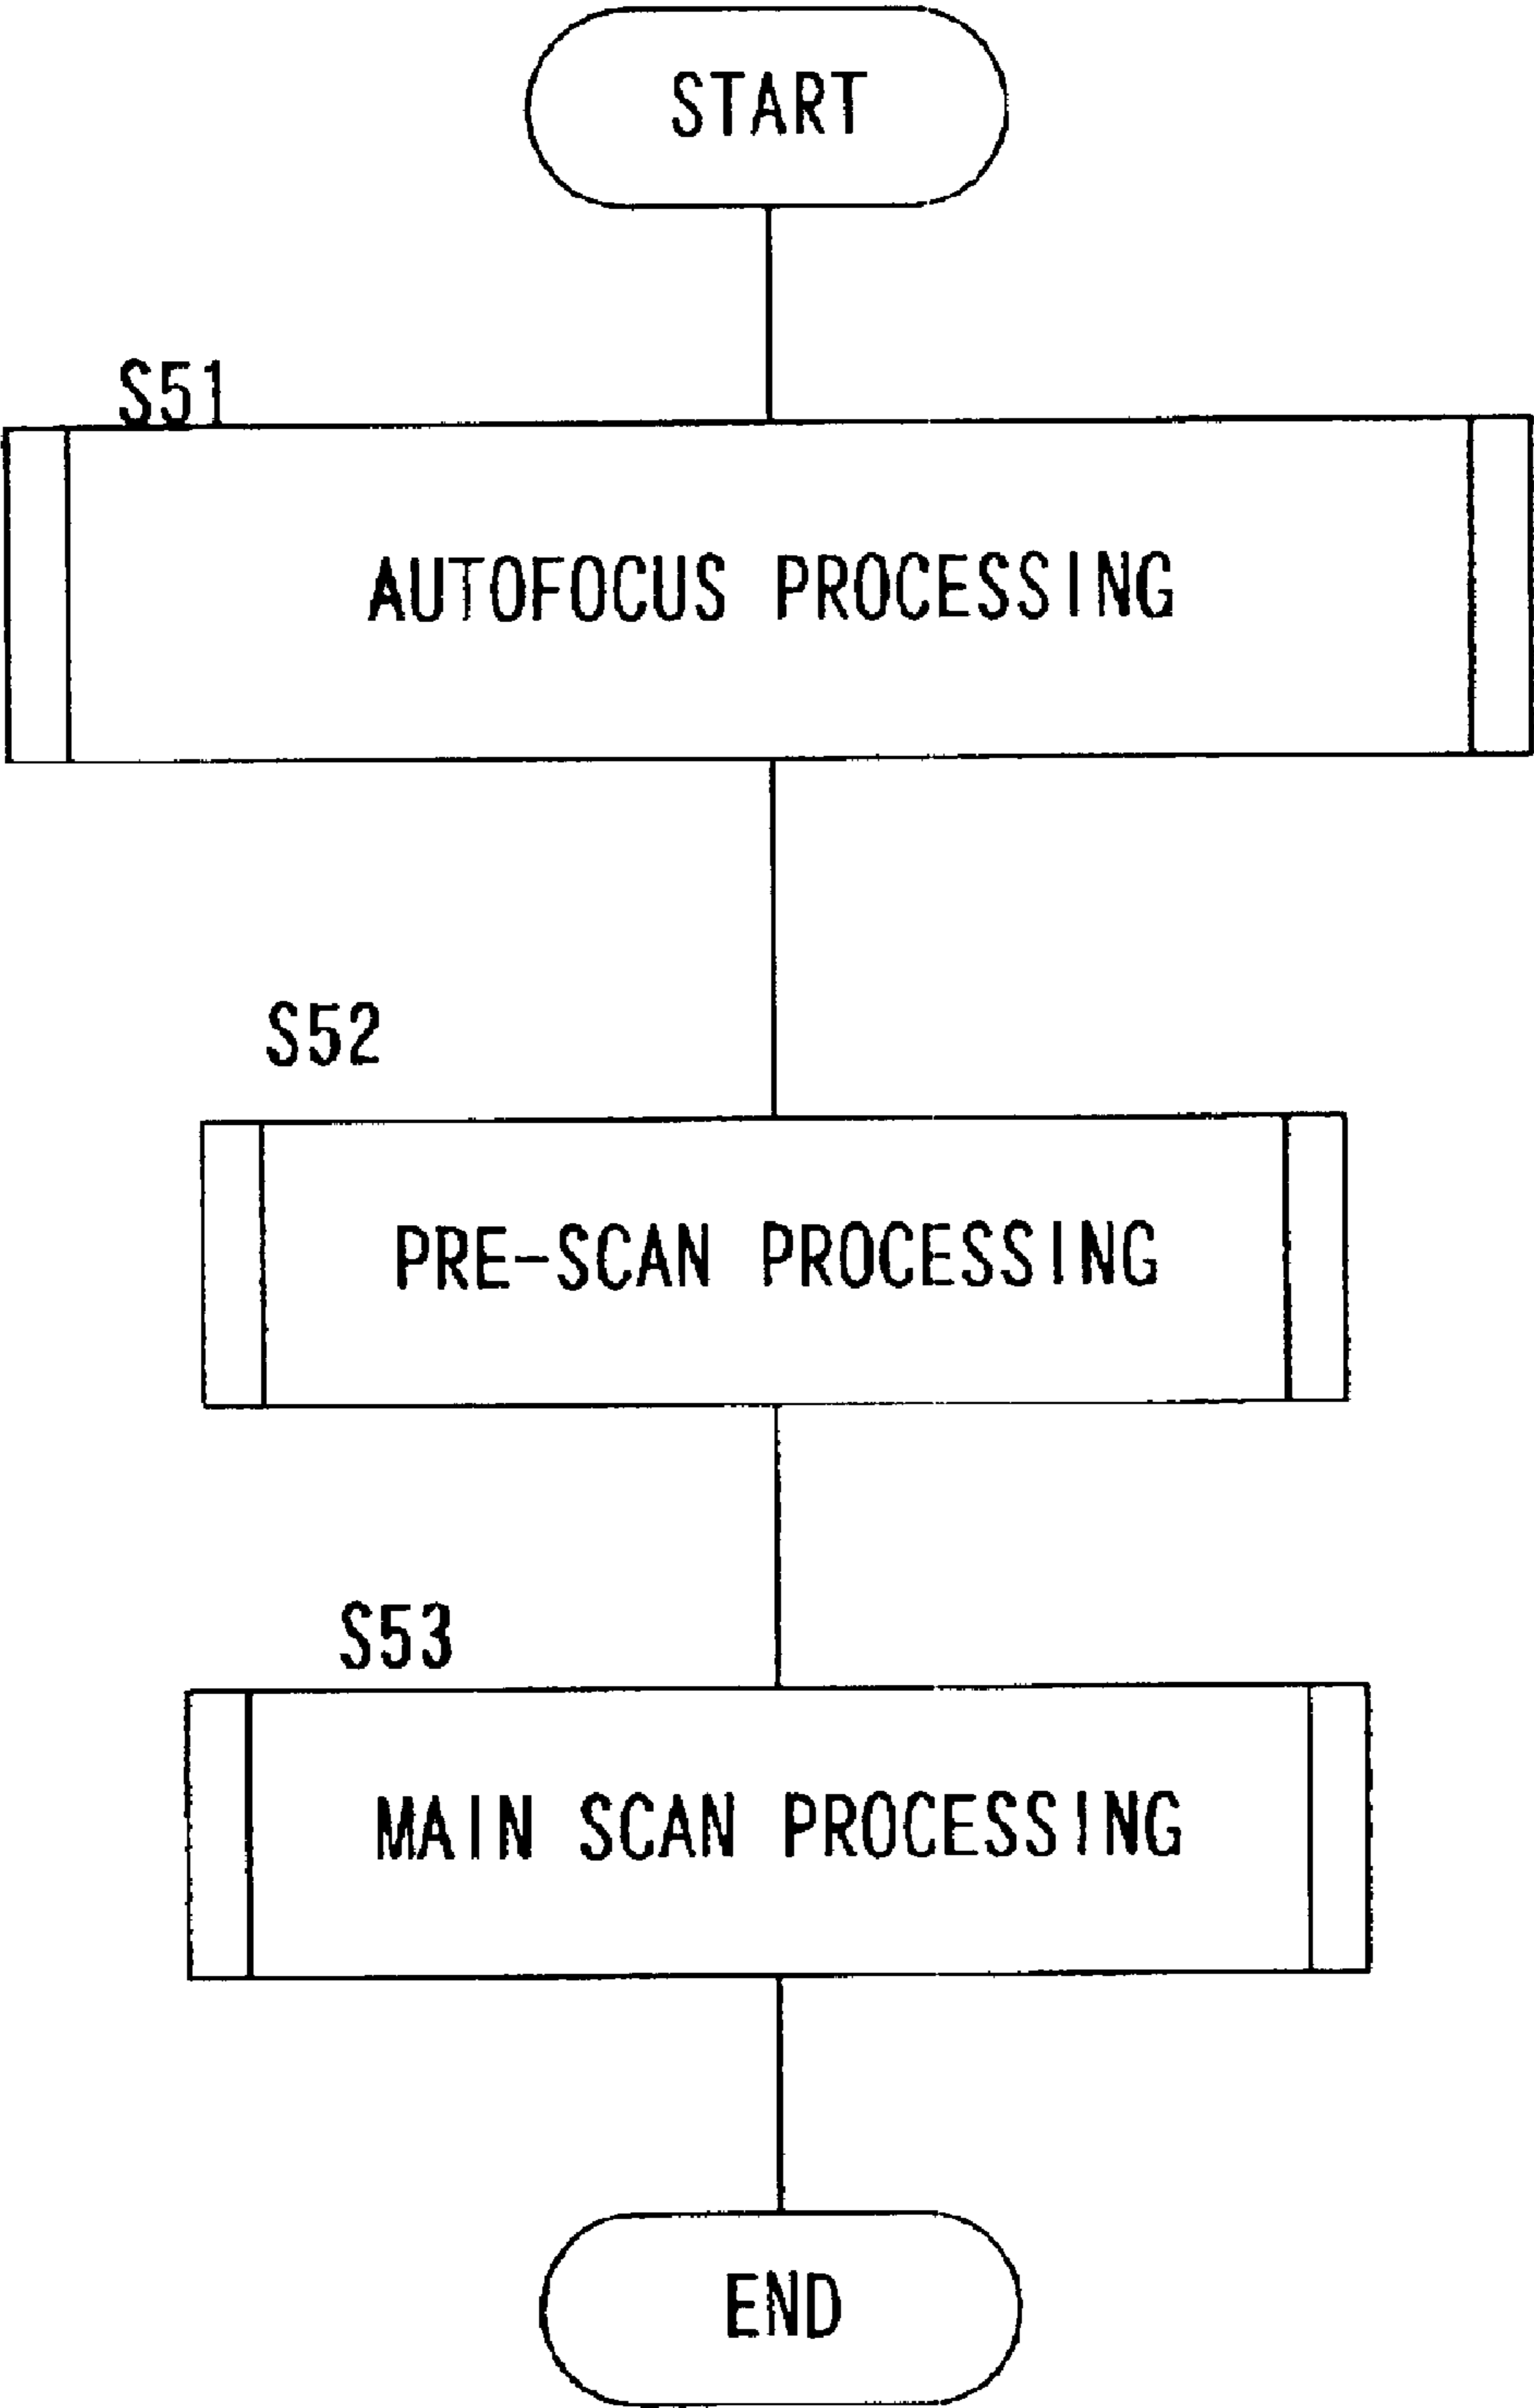 START
S51
AUTOFOCUS PROCESSING
S52
PRE-SCAN PROCESSING
S53
MAIN SCAN PROCESSING
END